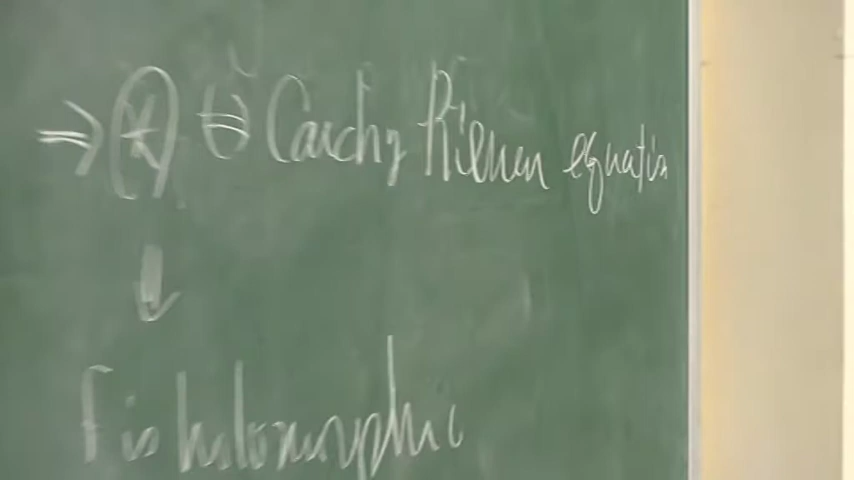 ⇒ (*) ⇔ Cauchy Riemann equation
⇓
F is holomorphic